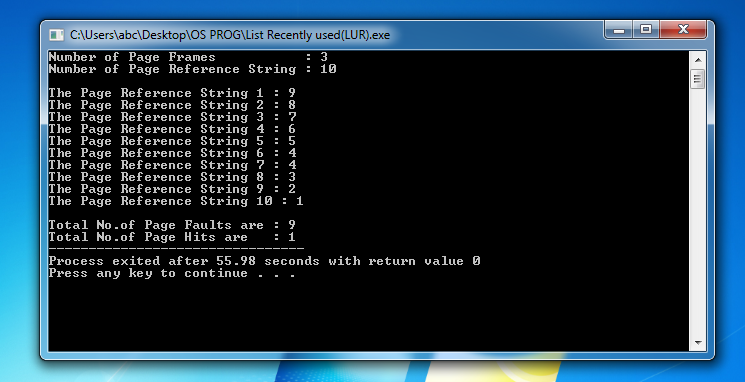 C:\Users\abc\Desktop\OS PROG\List Recently used(LUR).exe
Number of Page Frames           : 3
Number of Page Reference String : 10
The Page Reference String 1 : 9
The Page Reference String 2 : 8
The Page Reference String 3 : 7
The Page Reference String 4 : 6
The Page Reference String 5 : 5
The Page Reference String 6 : 4
The Page Reference String 7 : 4
The Page Reference String 8 : 3
The Page Reference String 9 : 2
The Page Reference String 10 : 1
Total No.of Page Faults are : 9
Total No.of Page Hits are   : 1
--------------------------------
Process exited after 55.98 seconds with return value 0
Press any key to continue . . .